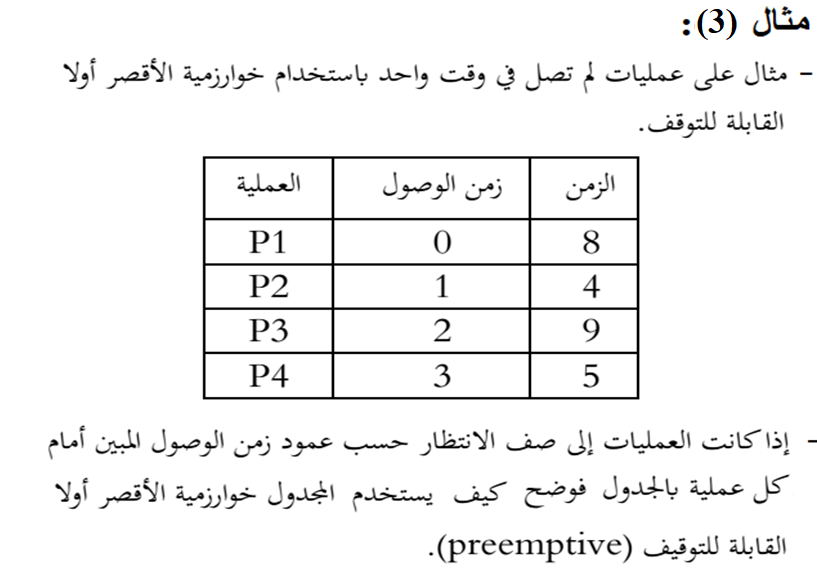 مثال (3):
- مثال على عمليات لم تصل في وقت واحد باستخدام خوارزمية الأقصر أولا
القابلة للتوقف.
العملية زمن الوصول الزمن
P1 0 8
P2 1 4
P3 2 9
P4 3 5
- إذا كانت العمليات إلى صف الانتظار حسب عمود زمن الوصول المبين أمام
كل عملية بالجدول فوضح كيف يستخدم المجدول خوارزمية الأقصر أولا
القابلة للتوقيف (preemptive).